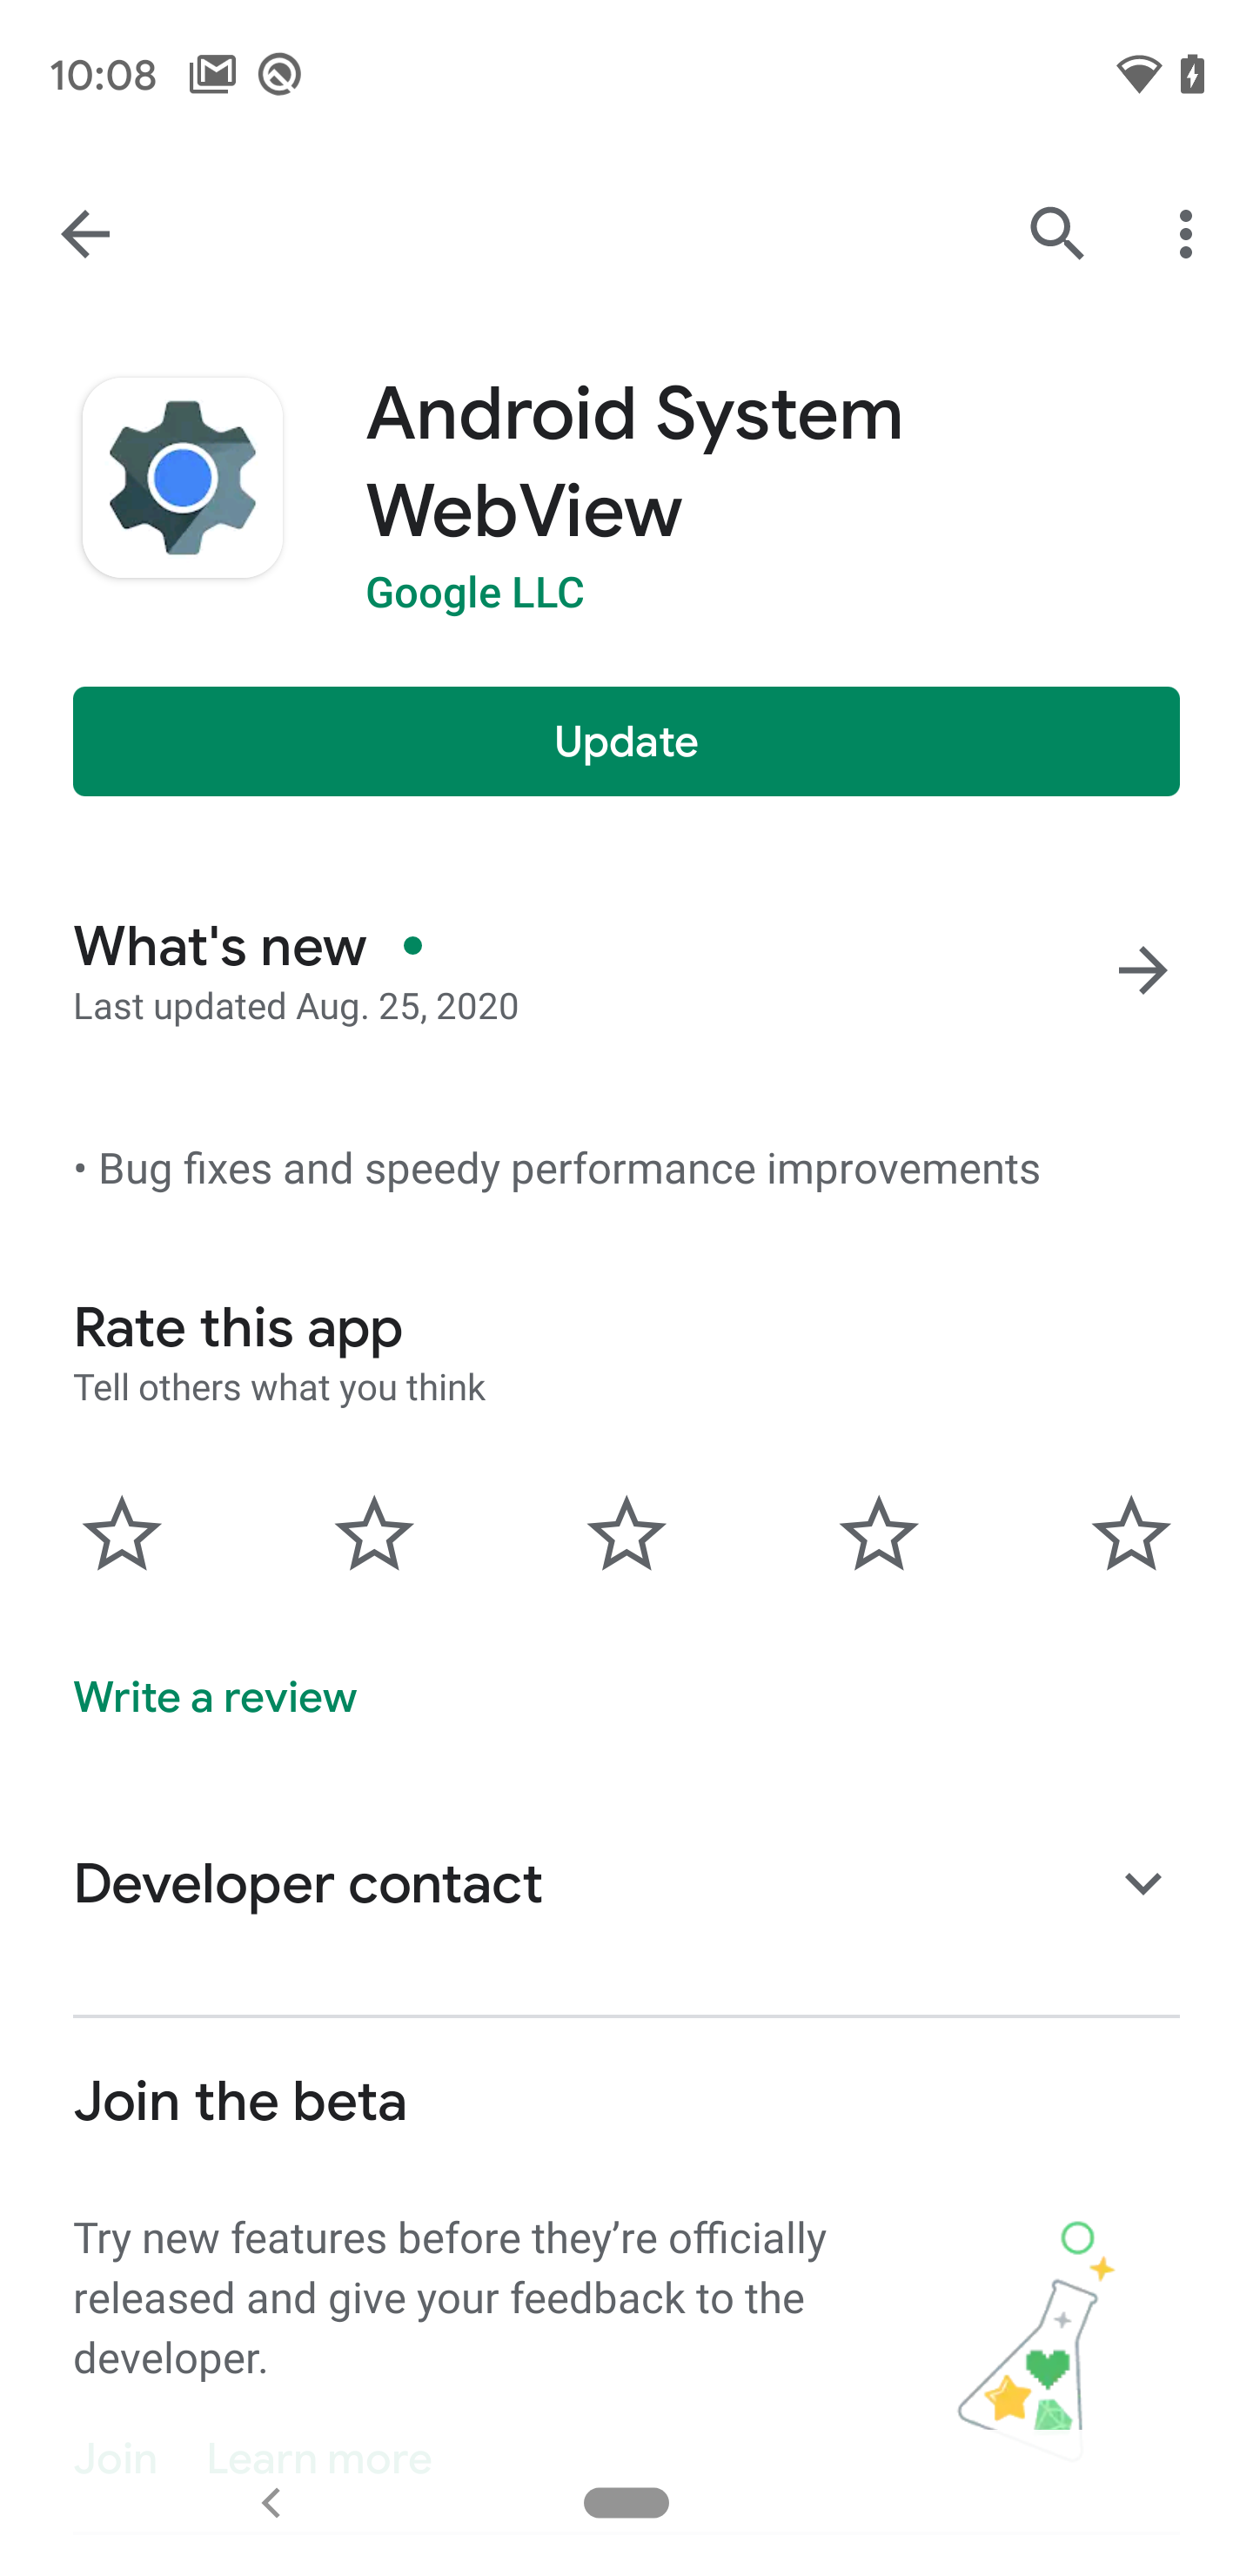 10:08
Android System
WebView
Google LLC
Update
What's new
Last updated Aug. 25, 2020
• Bug fixes and speedy performance improvements
Rate this app
Tell others what you think
Write a review
Developer contact
Join the beta
Try new features before they’re officially
released and give your feedback to the
developer.
Join Learn more